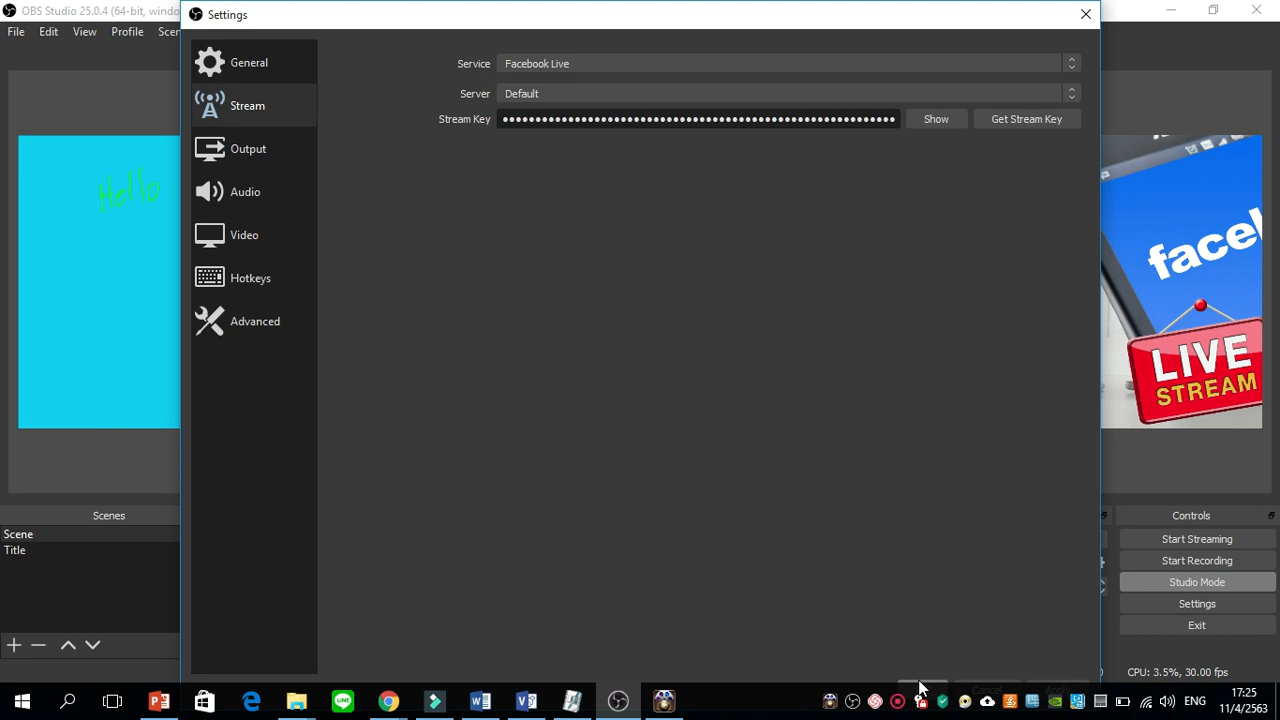 OBS Studio 25.0.4 (64-bit, windo
Settings
File Edit View Profile Scen
General
Stream
Output
Audio
Video
Hotkeys
Advanced
Service Facebook Live
Server Default
Stream Key Show Get Stream Key
Hello
LIVE
STREAM
Scenes
Scene
Title
Controls
Start Streaming
Start Recording
Studio Mode
Settings
Exit
Cancel
CPU: 3.5%, 30.00 fps
ENG
17:25
11/4/2563